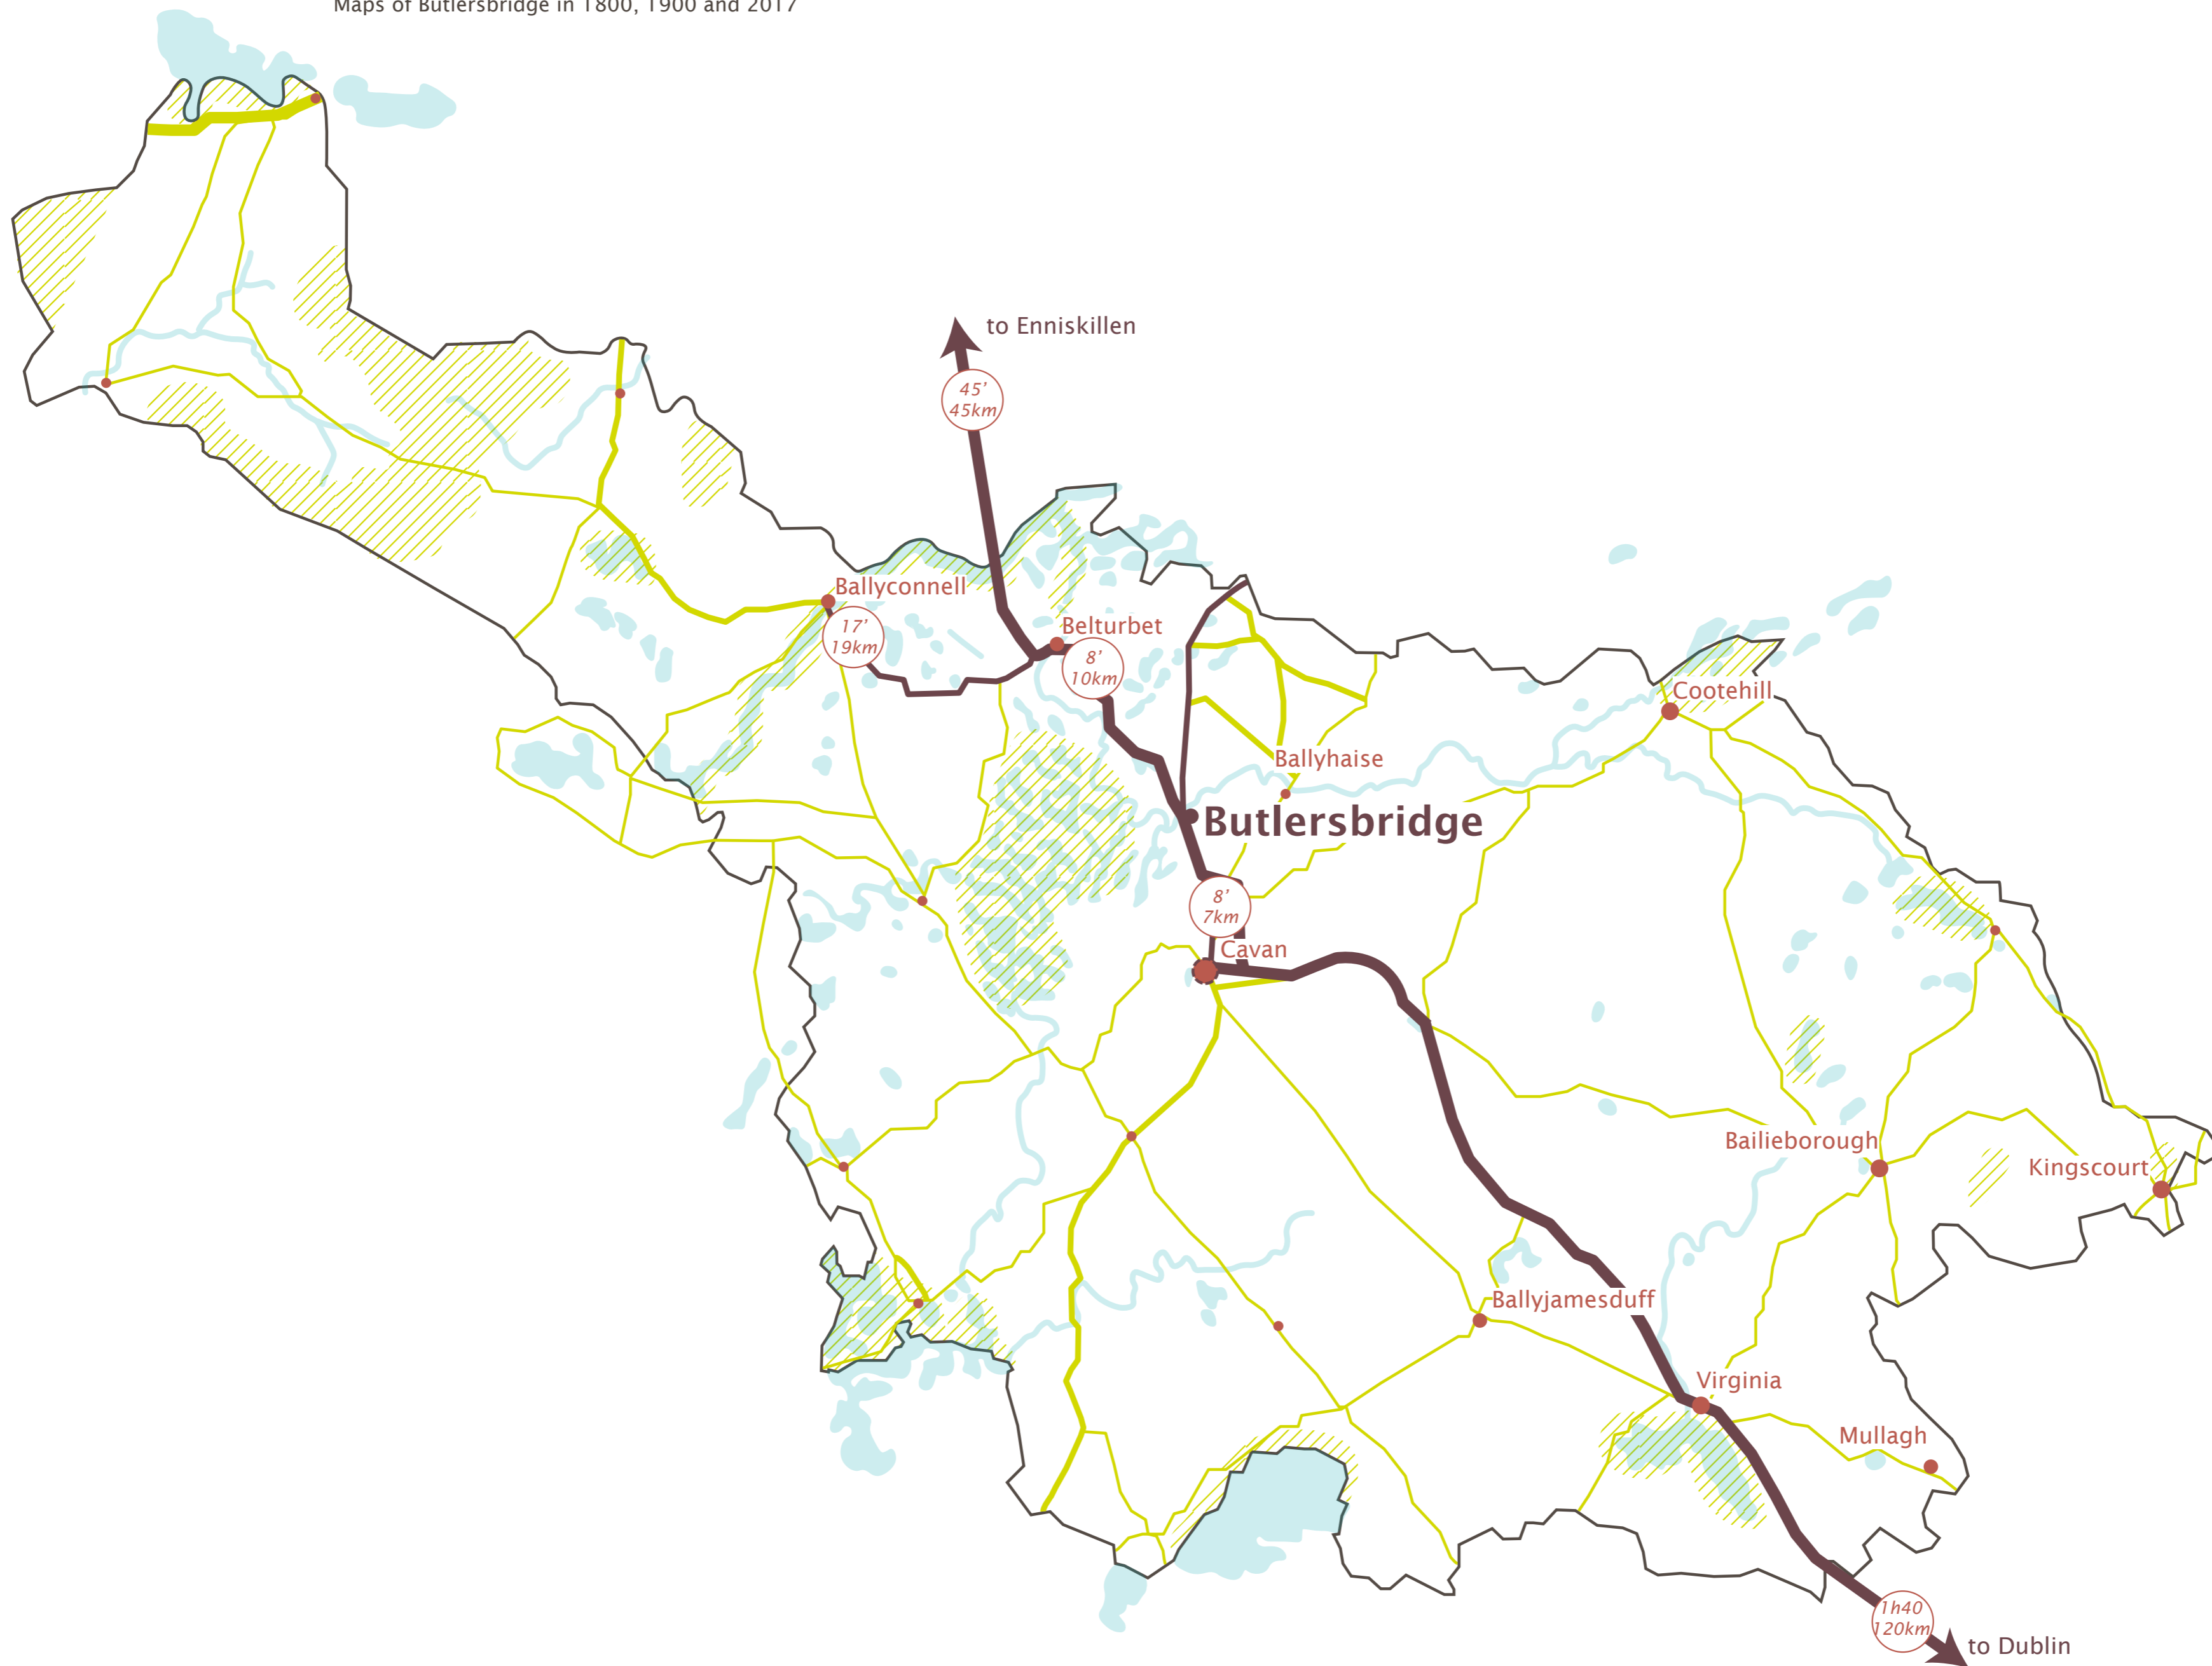 Maps of Butlersbridge in 1800, 1900 and 2017
to Enniskillen
45’
45km
Ballyconnell
17’
19km
Belturbet
8’
10km
Cootehill
Ballyhaise
Butlersbridge
8’
7km
Cavan
Bailieborough
Kingscourt
Ballyjamesduff
Virginia
Mullagh
1h40
120km
to Dublin